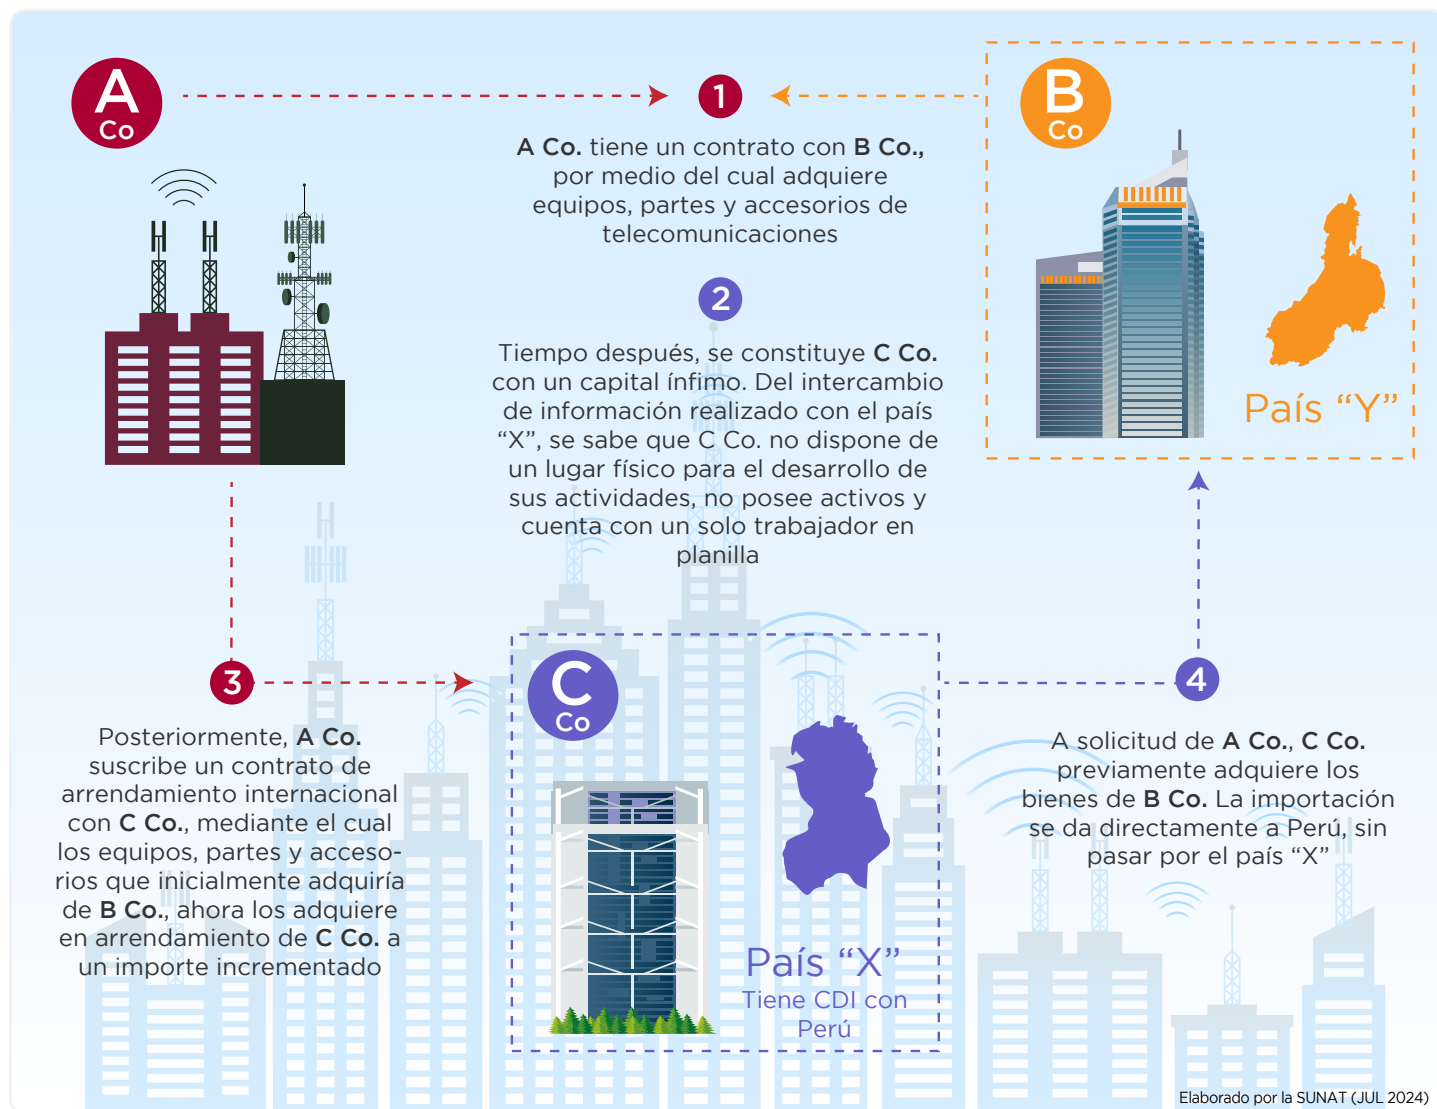 A
Co
1
B
Co
A Co. tiene un contrato con B Co.,
por medio del cual adquiere
equipos, partes y accesorios de
telecomunicaciones
2
Tiempo después, se constituye C Co.
con un capital ínfimo. Del intercambio
de información realizado con el país
“X”, se sabe que C Co. no dispone de
un lugar físico para el desarrollo de
sus actividades, no posee activos y
cuenta con un solo trabajador en
planilla
País “Y”
3
Posteriormente, A Co.
suscribe un contrato de
arrendamiento internacional
con C Co., mediante el cual
los equipos, partes y acceso-
rios que inicialmente adquiría
de B Co., ahora los adquiere
en arrendamiento de C Co. a
un importe incrementado
C
Co
País “X”
Tiene CDI con
Perú
4
A solicitud de A Co., C Co.
previamente adquiere los
bienes de B Co. La importación
se da directamente a Perú, sin
pasar por el país “X”
Elaborado por la SUNAT (JUL 2024)